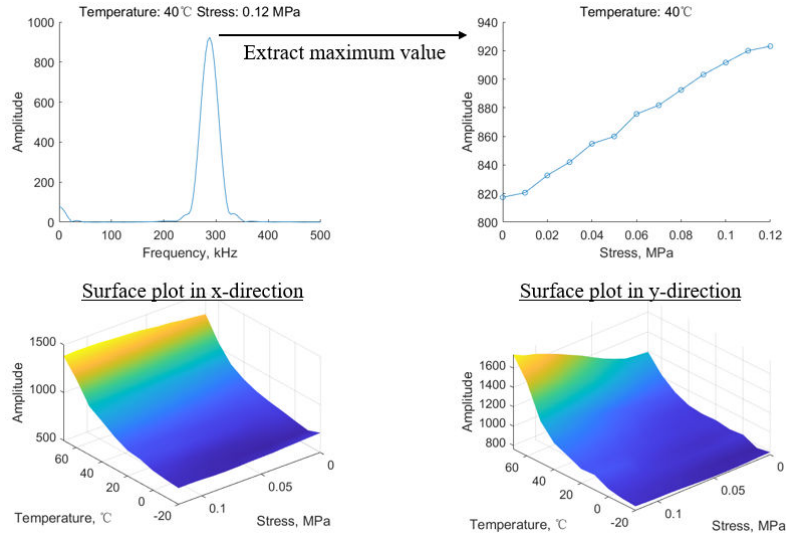 Temperature: 40℃ Stress: 0.12 MPa
1000
800
600
400
200
0
Amplitude
0 100 200 300 400 500
Frequency, kHz
Extract maximum value
Temperature: 40℃
940
920
900
880
860
840
820
800
Amplitude
0 0.02 0.04 0.06 0.08 0.1 0.12
Stress, MPa
Surface plot in x-direction
1500
1000
500
Amplitude
60 40 20 0 -20
Temperature, ℃
0.1 0.05 0
Stress, MPa
Surface plot in y-direction
1600
1400
1200
1000
800
Amplitude
60 40 20 0 -20
Temperature, ℃
0.1 0.05 0
Stress, MPa